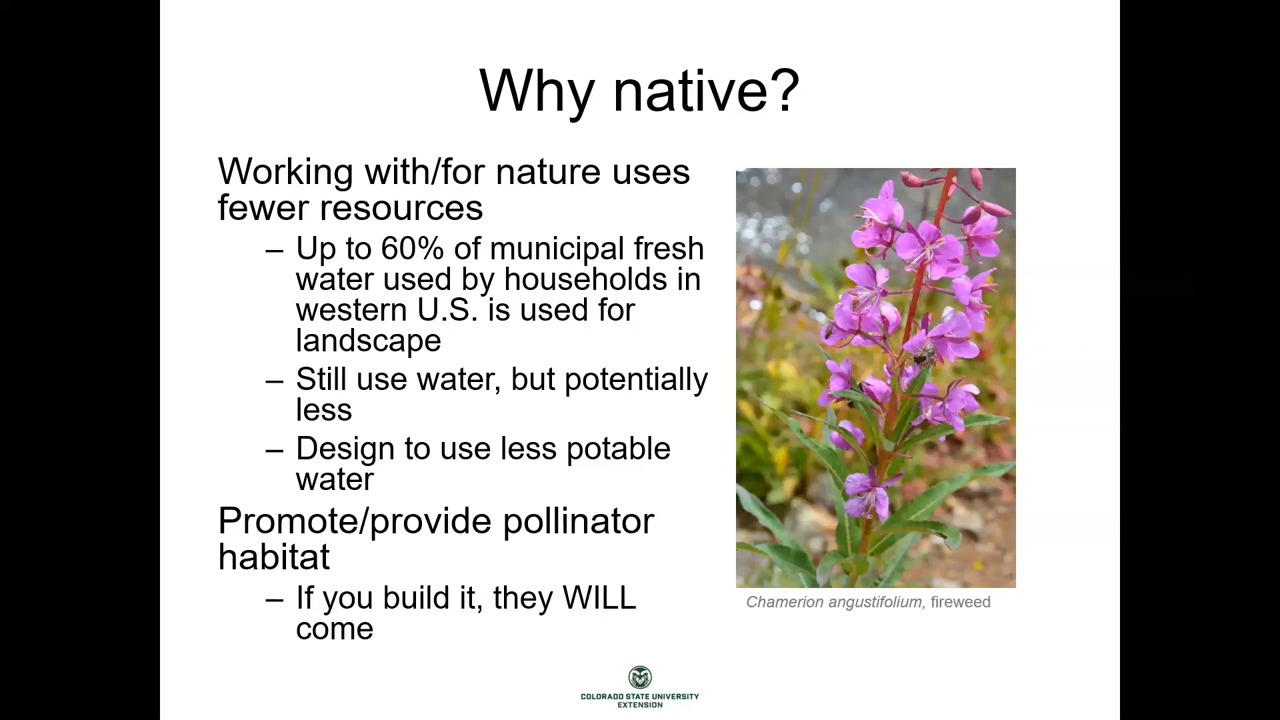 Why native?
Working with/for nature uses
fewer resources
– Up to 60% of municipal fresh
water used by households in
western U.S. is used for
landscape
– Still use water, but potentially
less
– Design to use less potable
water
Promote/provide pollinator
habitat
– If you build it, they WILL
come
Chamerion angustifolium, fireweed
COLORADO STATE UNIVERSITY
EXTENSION